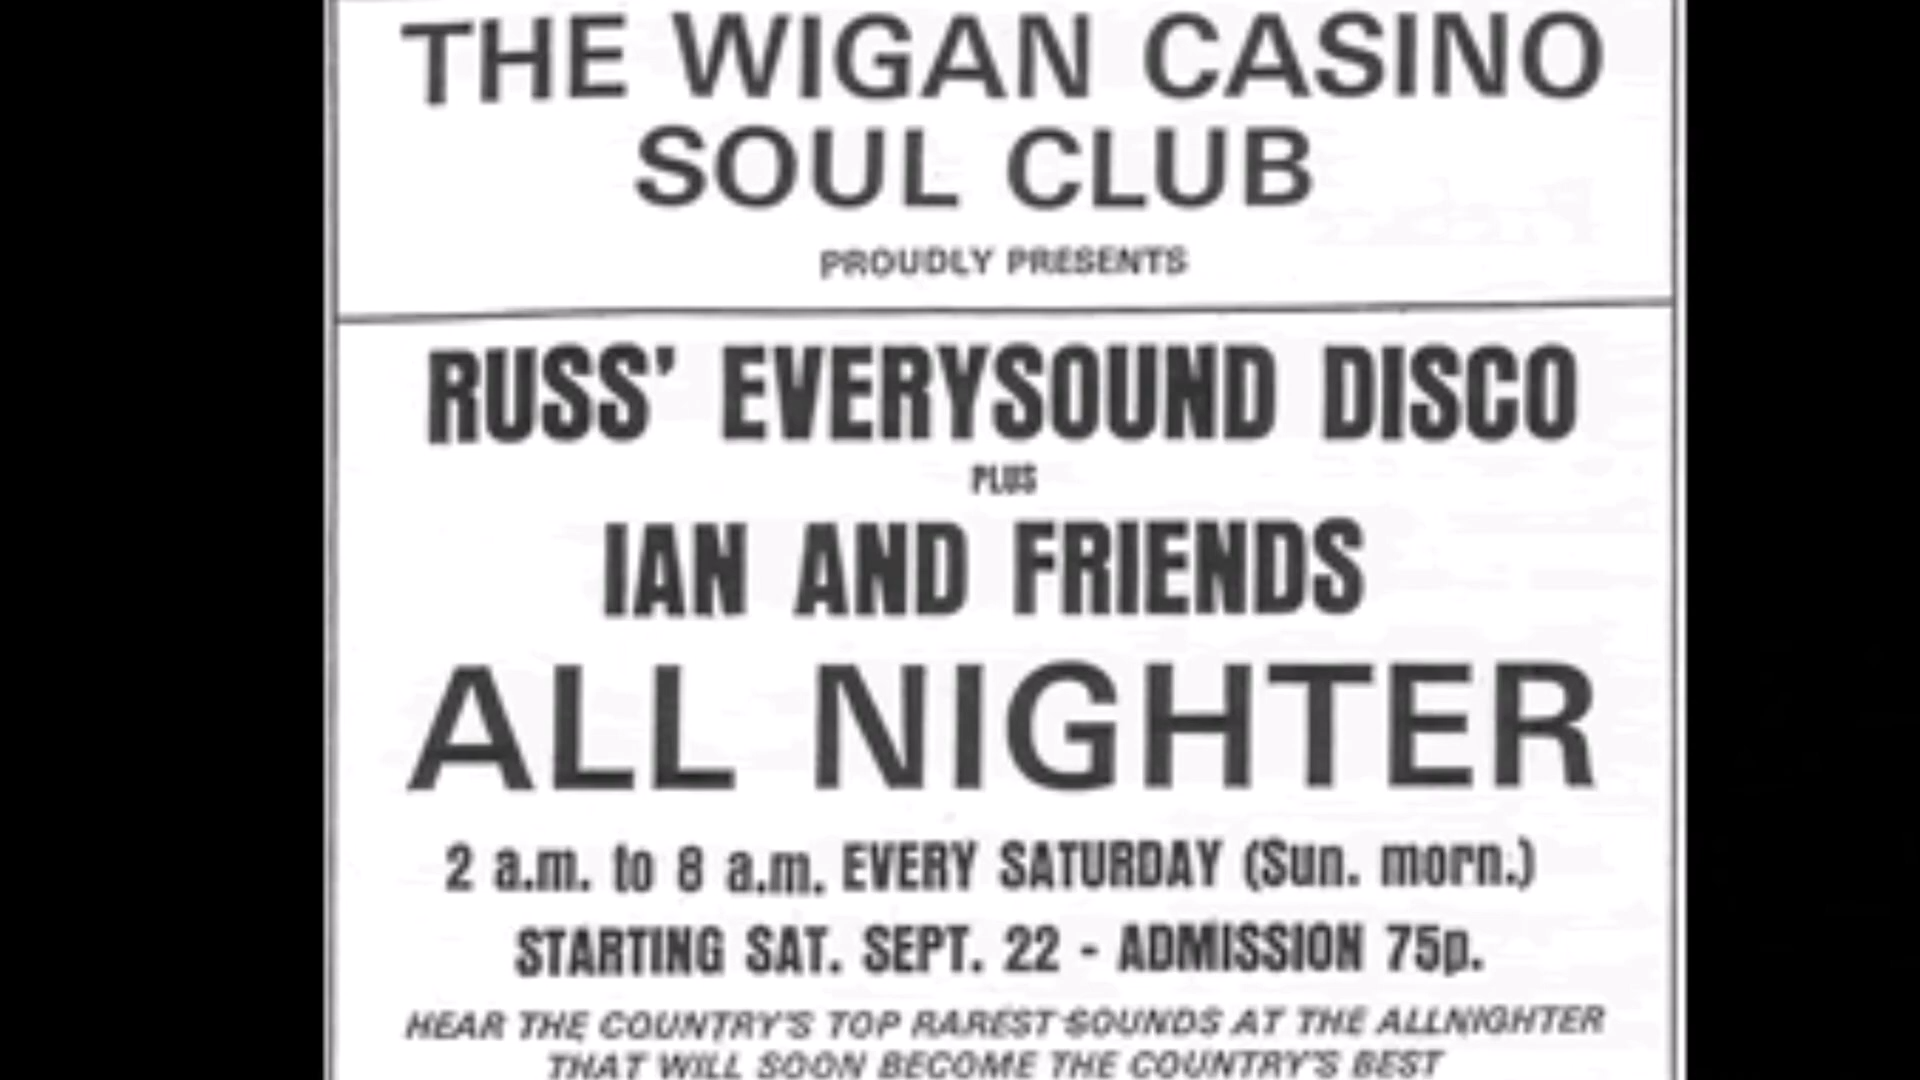 THE WIGAN CASINO
SOUL CLUB
PROUDLY PRESENTS
RUSS' EVERYSOUND DISCO
PLUS
IAN AND FRIENDS
ALL NIGHTER
2 a.m. to 8 a.m. EVERY SATURDAY (Sun. morn.)
STARTING SAT. SEPT. 22 - ADMISSION 75p.
HEAR THE COUNTRY'S TOP RAREST SOUNDS AT THE ALLNIGHTER
THAT WILL SOON BECOME THE COUNTRY'S BEST